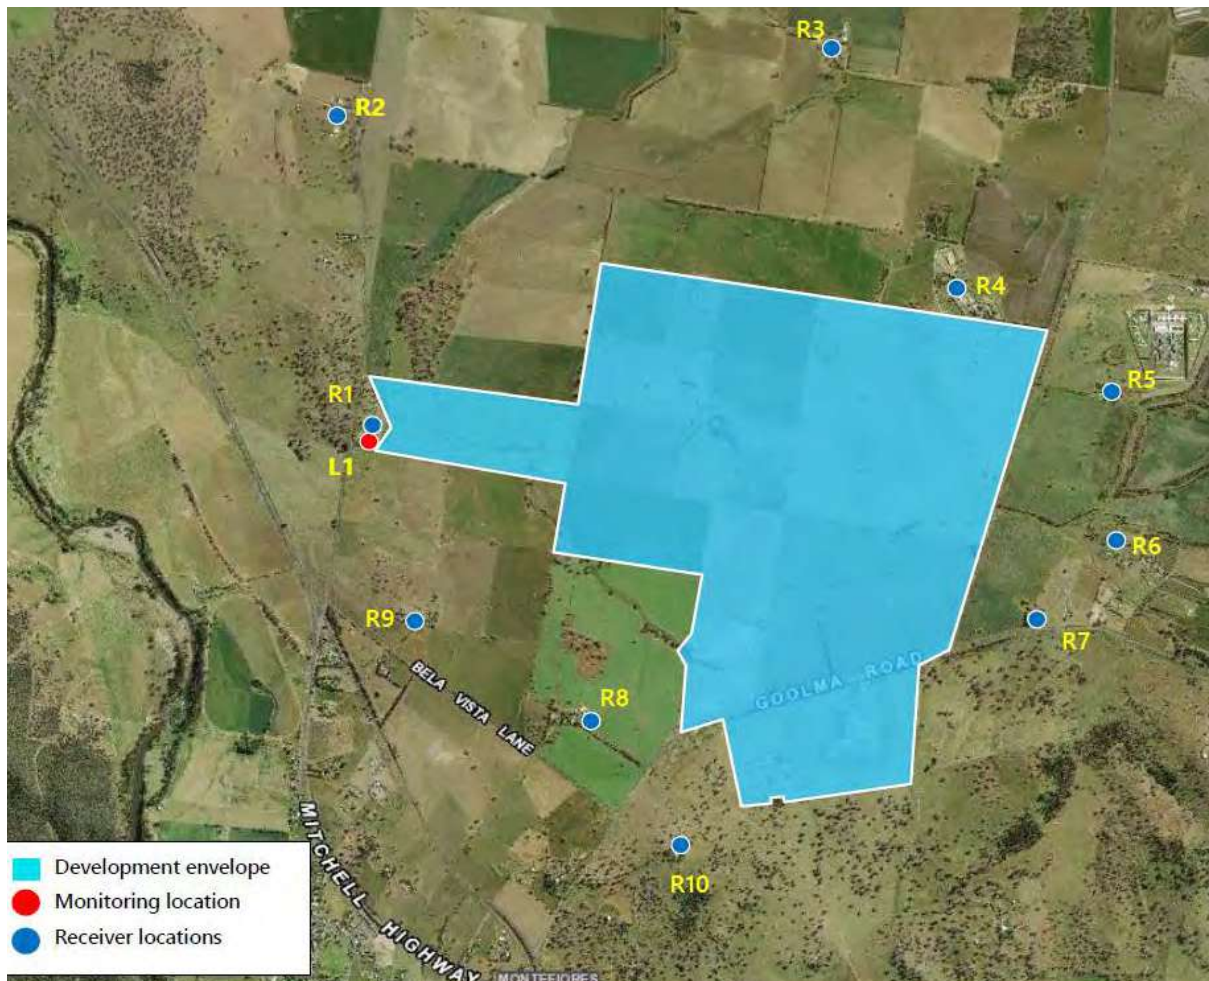 R3
R2
R4
R5
R1
L1
R6
R9
R7
GOOLMA ROAD
BELA VISTA LANE
R8
MITCHELL HIGHWAY
R10
Development envelope
Monitoring location
Receiver locations
MONTEFIORES